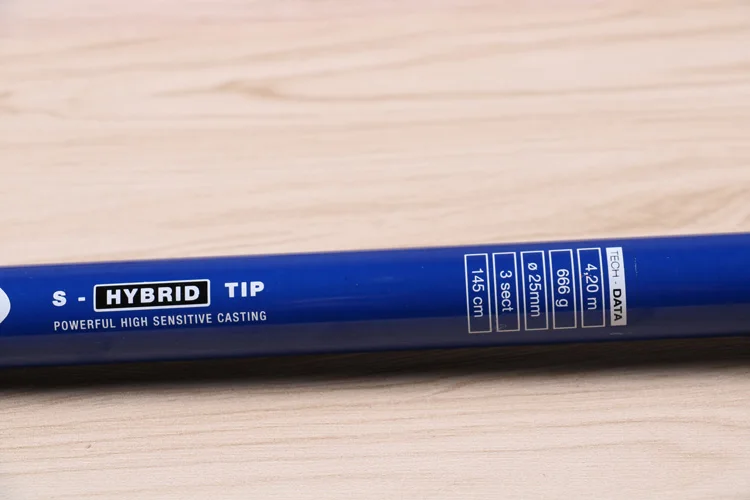 S - HYBRID TIP
POWERFUL HIGH SENSITIVE CASTING
TECH - DATA
4,20 m
666 g
ø 25mm
3 sect
145 cm